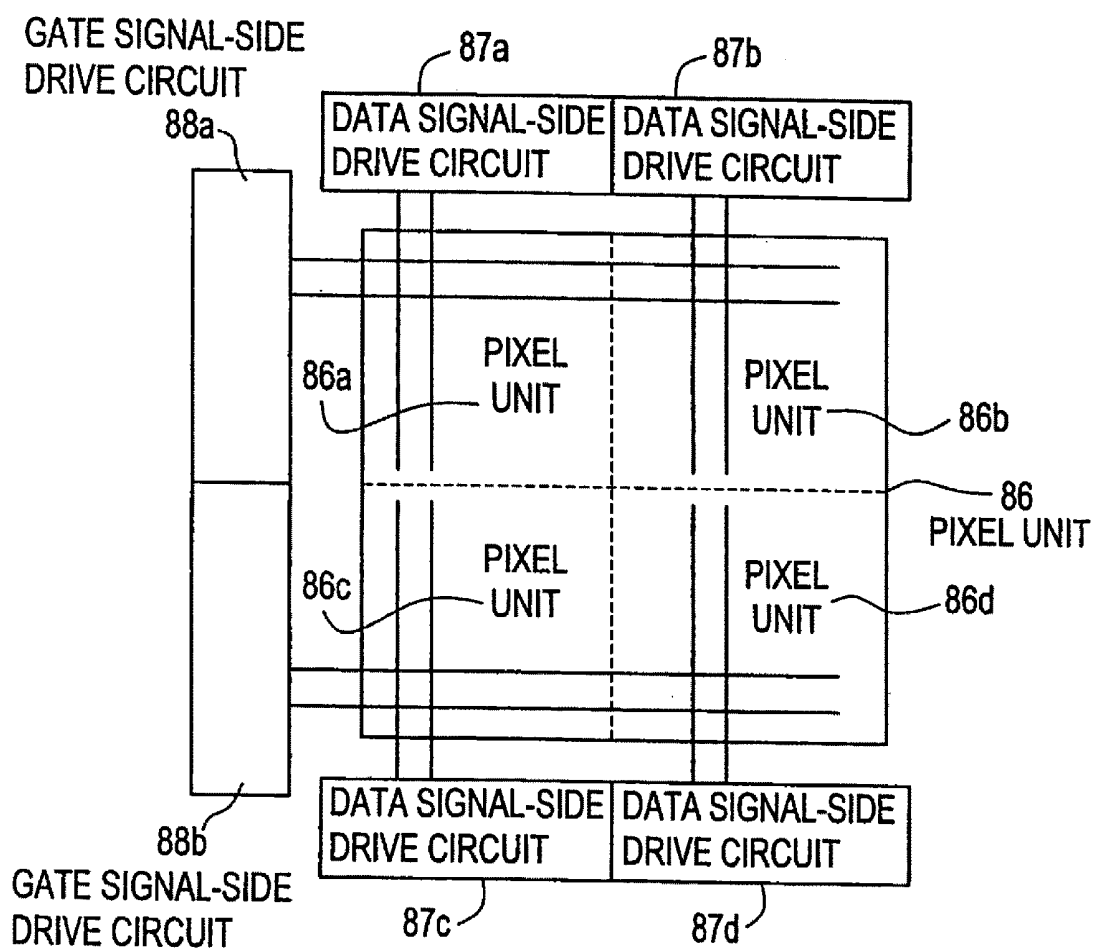 GATE SIGNAL-SIDE
DRIVE CIRCUIT
88a
87a
87b
DATA SIGNAL-SIDE
DRIVE CIRCUIT
DATA SIGNAL-SIDE
DRIVE CIRCUIT
86a
PIXEL
UNIT
PIXEL
UNIT
86b
86
PIXEL UNIT
86c
PIXEL
UNIT
PIXEL
UNIT
86d
DATA SIGNAL-SIDE
DRIVE CIRCUIT
DATA SIGNAL-SIDE
DRIVE CIRCUIT
88b
GATE SIGNAL-SIDE
DRIVE CIRCUIT
87c
87d